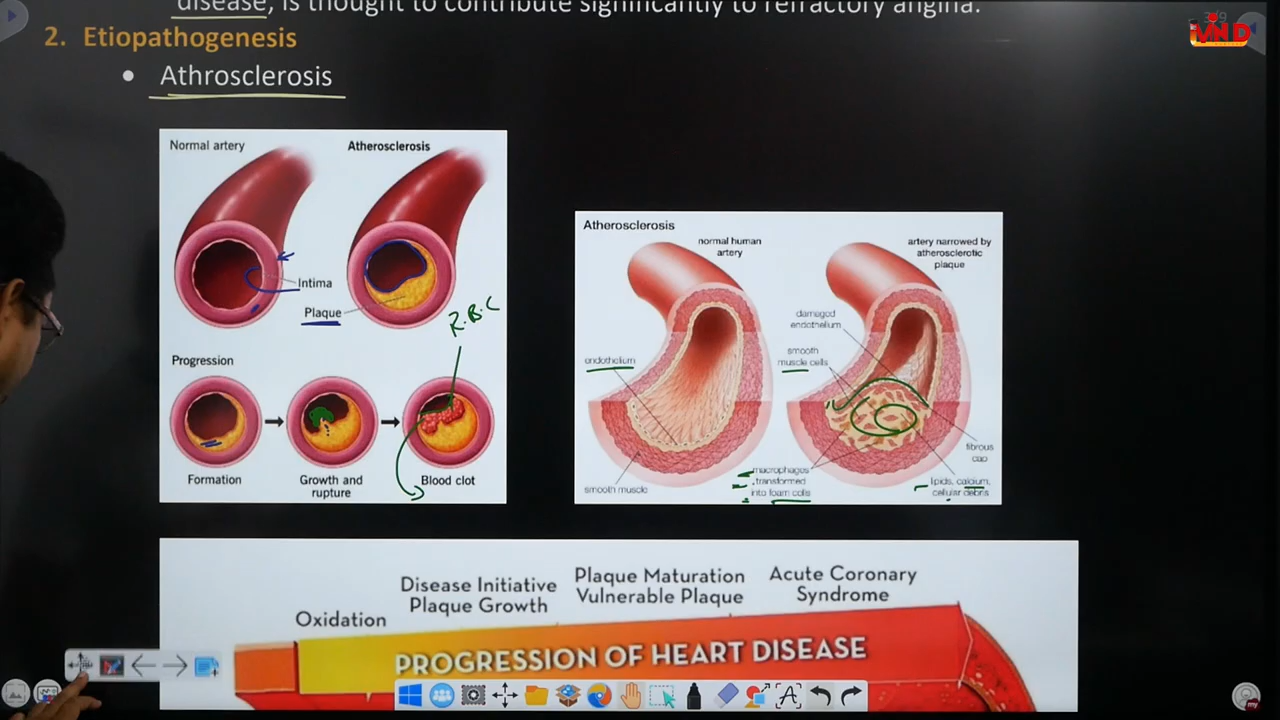 disease, is thought to contribute significantly to refractory angina.
2. Etiopathogenesis
• Athrosclerosis
Normal artery
Atherosclerosis
Intima
Plaque
R.B.C
Progression
Formation
Growth and
rupture
Blood clot
Atherosclerosis
normal human
artery
artery narrowed by
atherosclerotic
plaque
damaged
endothelium
smooth
muscle cells
endothelium
fibrous
cap
macrophages
transformed
into foam cells
lipids, calcium,
cellular debris
smooth muscle
Oxidation
Disease Initiative
Plaque Growth
Plaque Maturation
Vulnerable Plaque
Acute Coronary
Syndrome
PROGRESSION OF HEART DISEASE